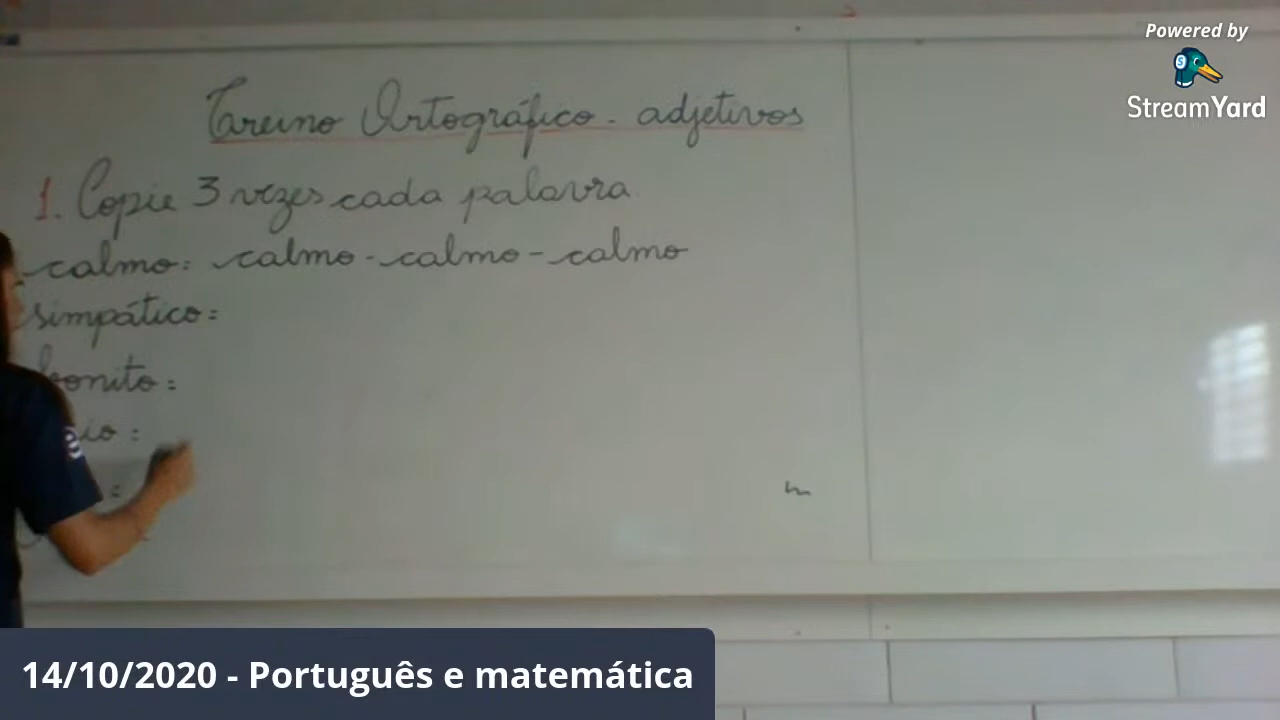 Powered by
StreamYard
Treino Ortográfico - adjetivos
1. Copie 3 vezes cada palavra.
calmo: calmo - calmo - calmo
simpático:
bonito:
14/10/2020 - Português e matemática